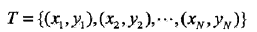 T = {(x₁, y₁), (x₂, y₂), ⋯, (x_N, y_N)}